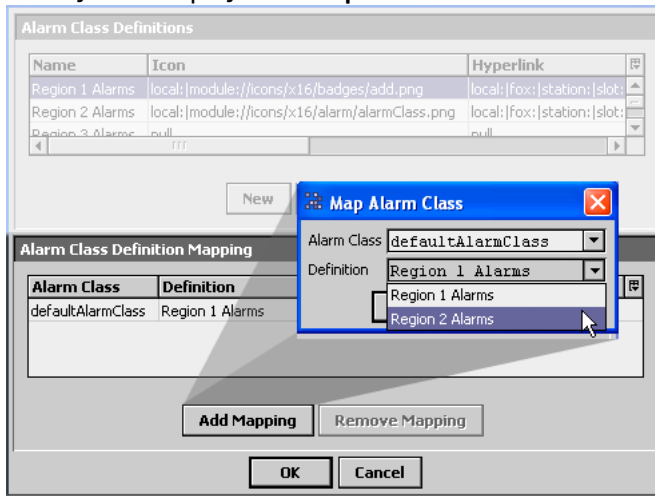 Alarm Class Definitions
Name Icon Hyperlink
Region 1 Alarms local:|module://icons/x16/badges/add.png local:|fox:|station:|slot:
Region 2 Alarms local:|module://icons/x16/alarm/alarmClass.png local:|fox:|station:|slot:
Region 3 Alarms null null
New
Map Alarm Class
Alarm Class defaultAlarmClass
Definition Region 1 Alarms
Region 1 Alarms
Region 2 Alarms
Alarm Class Definition Mapping
Alarm Class Definition
defaultAlarmClass Region 1 Alarms
Add Mapping Remove Mapping
OK Cancel